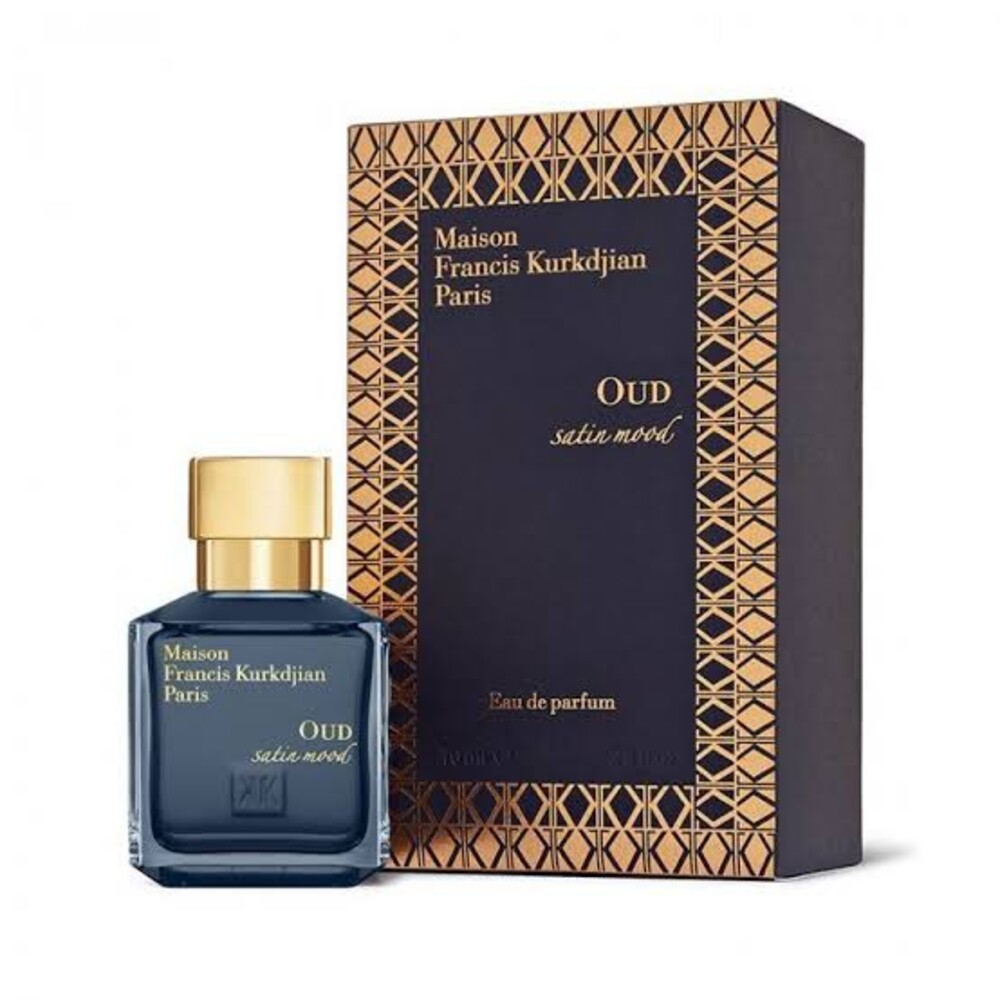 Maison
Francis Kurkdjian
Paris
OUD
satin mood
Eau de parfum
Maison
Francis Kurkdjian
Paris
OUD
satin mood